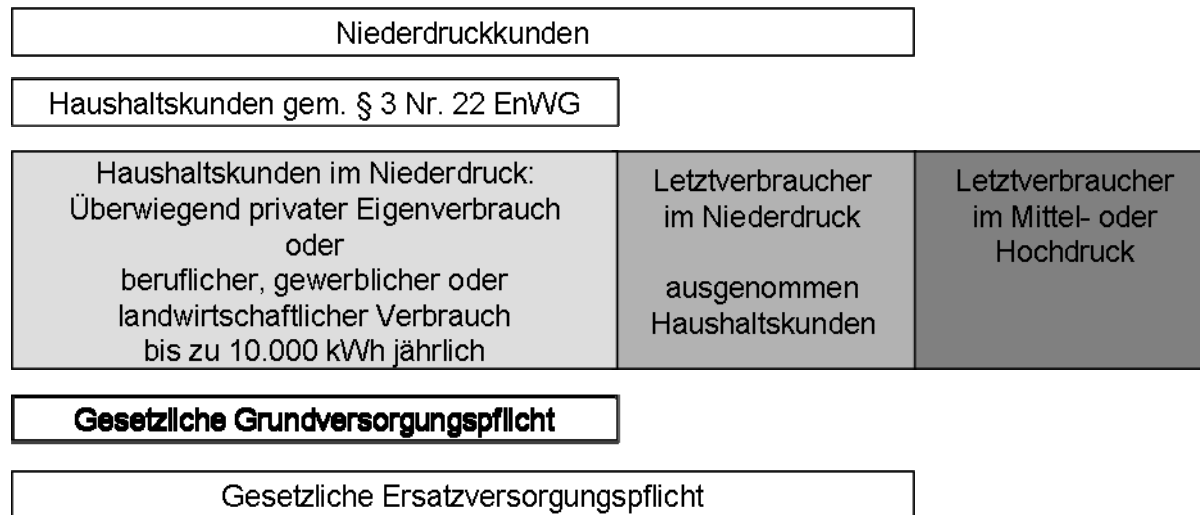 Niederdruckkunden
Haushaltskunden gem. § 3 Nr. 22 EnWG
Haushaltskunden im Niederdruck:
Überwiegend privater Eigenverbrauch
oder
beruflicher, gewerblicher oder
landwirtschaftlicher Verbrauch
bis zu 10.000 kWh jährlich
Letztverbraucher
im Niederdruck
ausgenommen
Haushaltskunden
Letztverbraucher
im Mittel- oder
Hochdruck
Gesetzliche Grundversorgungspflicht
Gesetzliche Ersatzversorgungspflicht